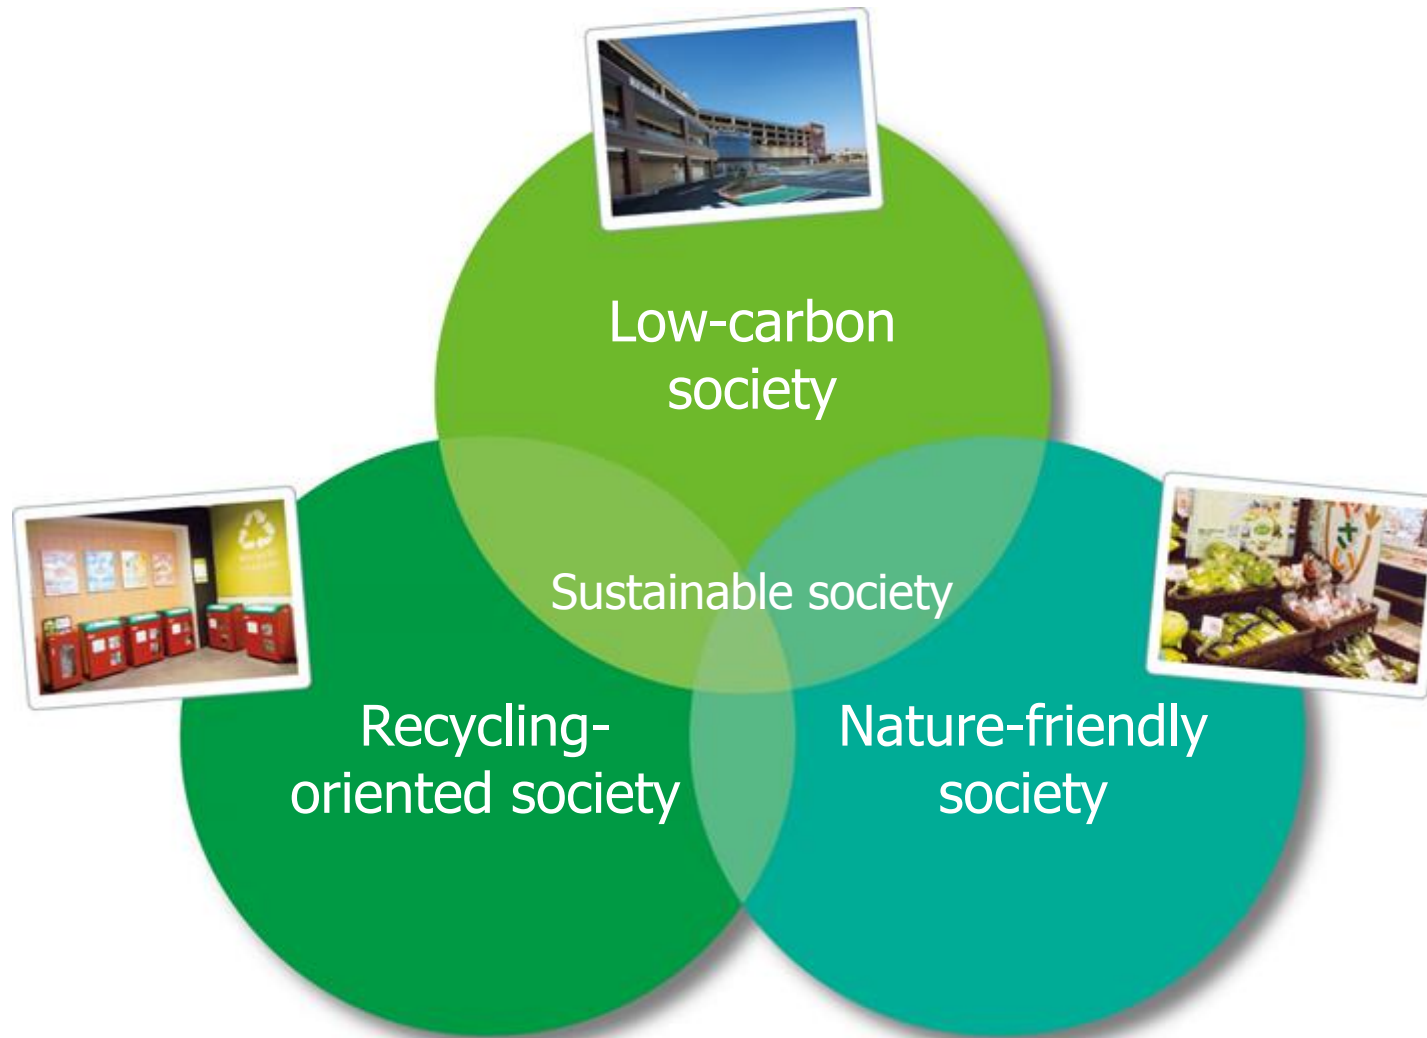 Low-carbon
society
Sustainable society
Recycling-
oriented society
Nature-friendly
society